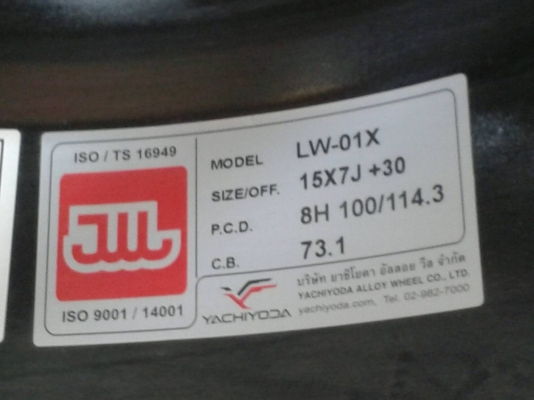 ISO / TS 16949
JWL
ISO 9001 / 14001
MODEL LW-01X
SIZE/OFF. 15X7J +30
P.C.D. 8H 100/114.3
C.B. 73.1
YACHIYODA
บริษัท ยาชิโยดา อัลลอย วีล จำกัด
YACHIYODA ALLOY WHEEL CO., LTD.
yachiyoda.com, Tel. 02-982-7000